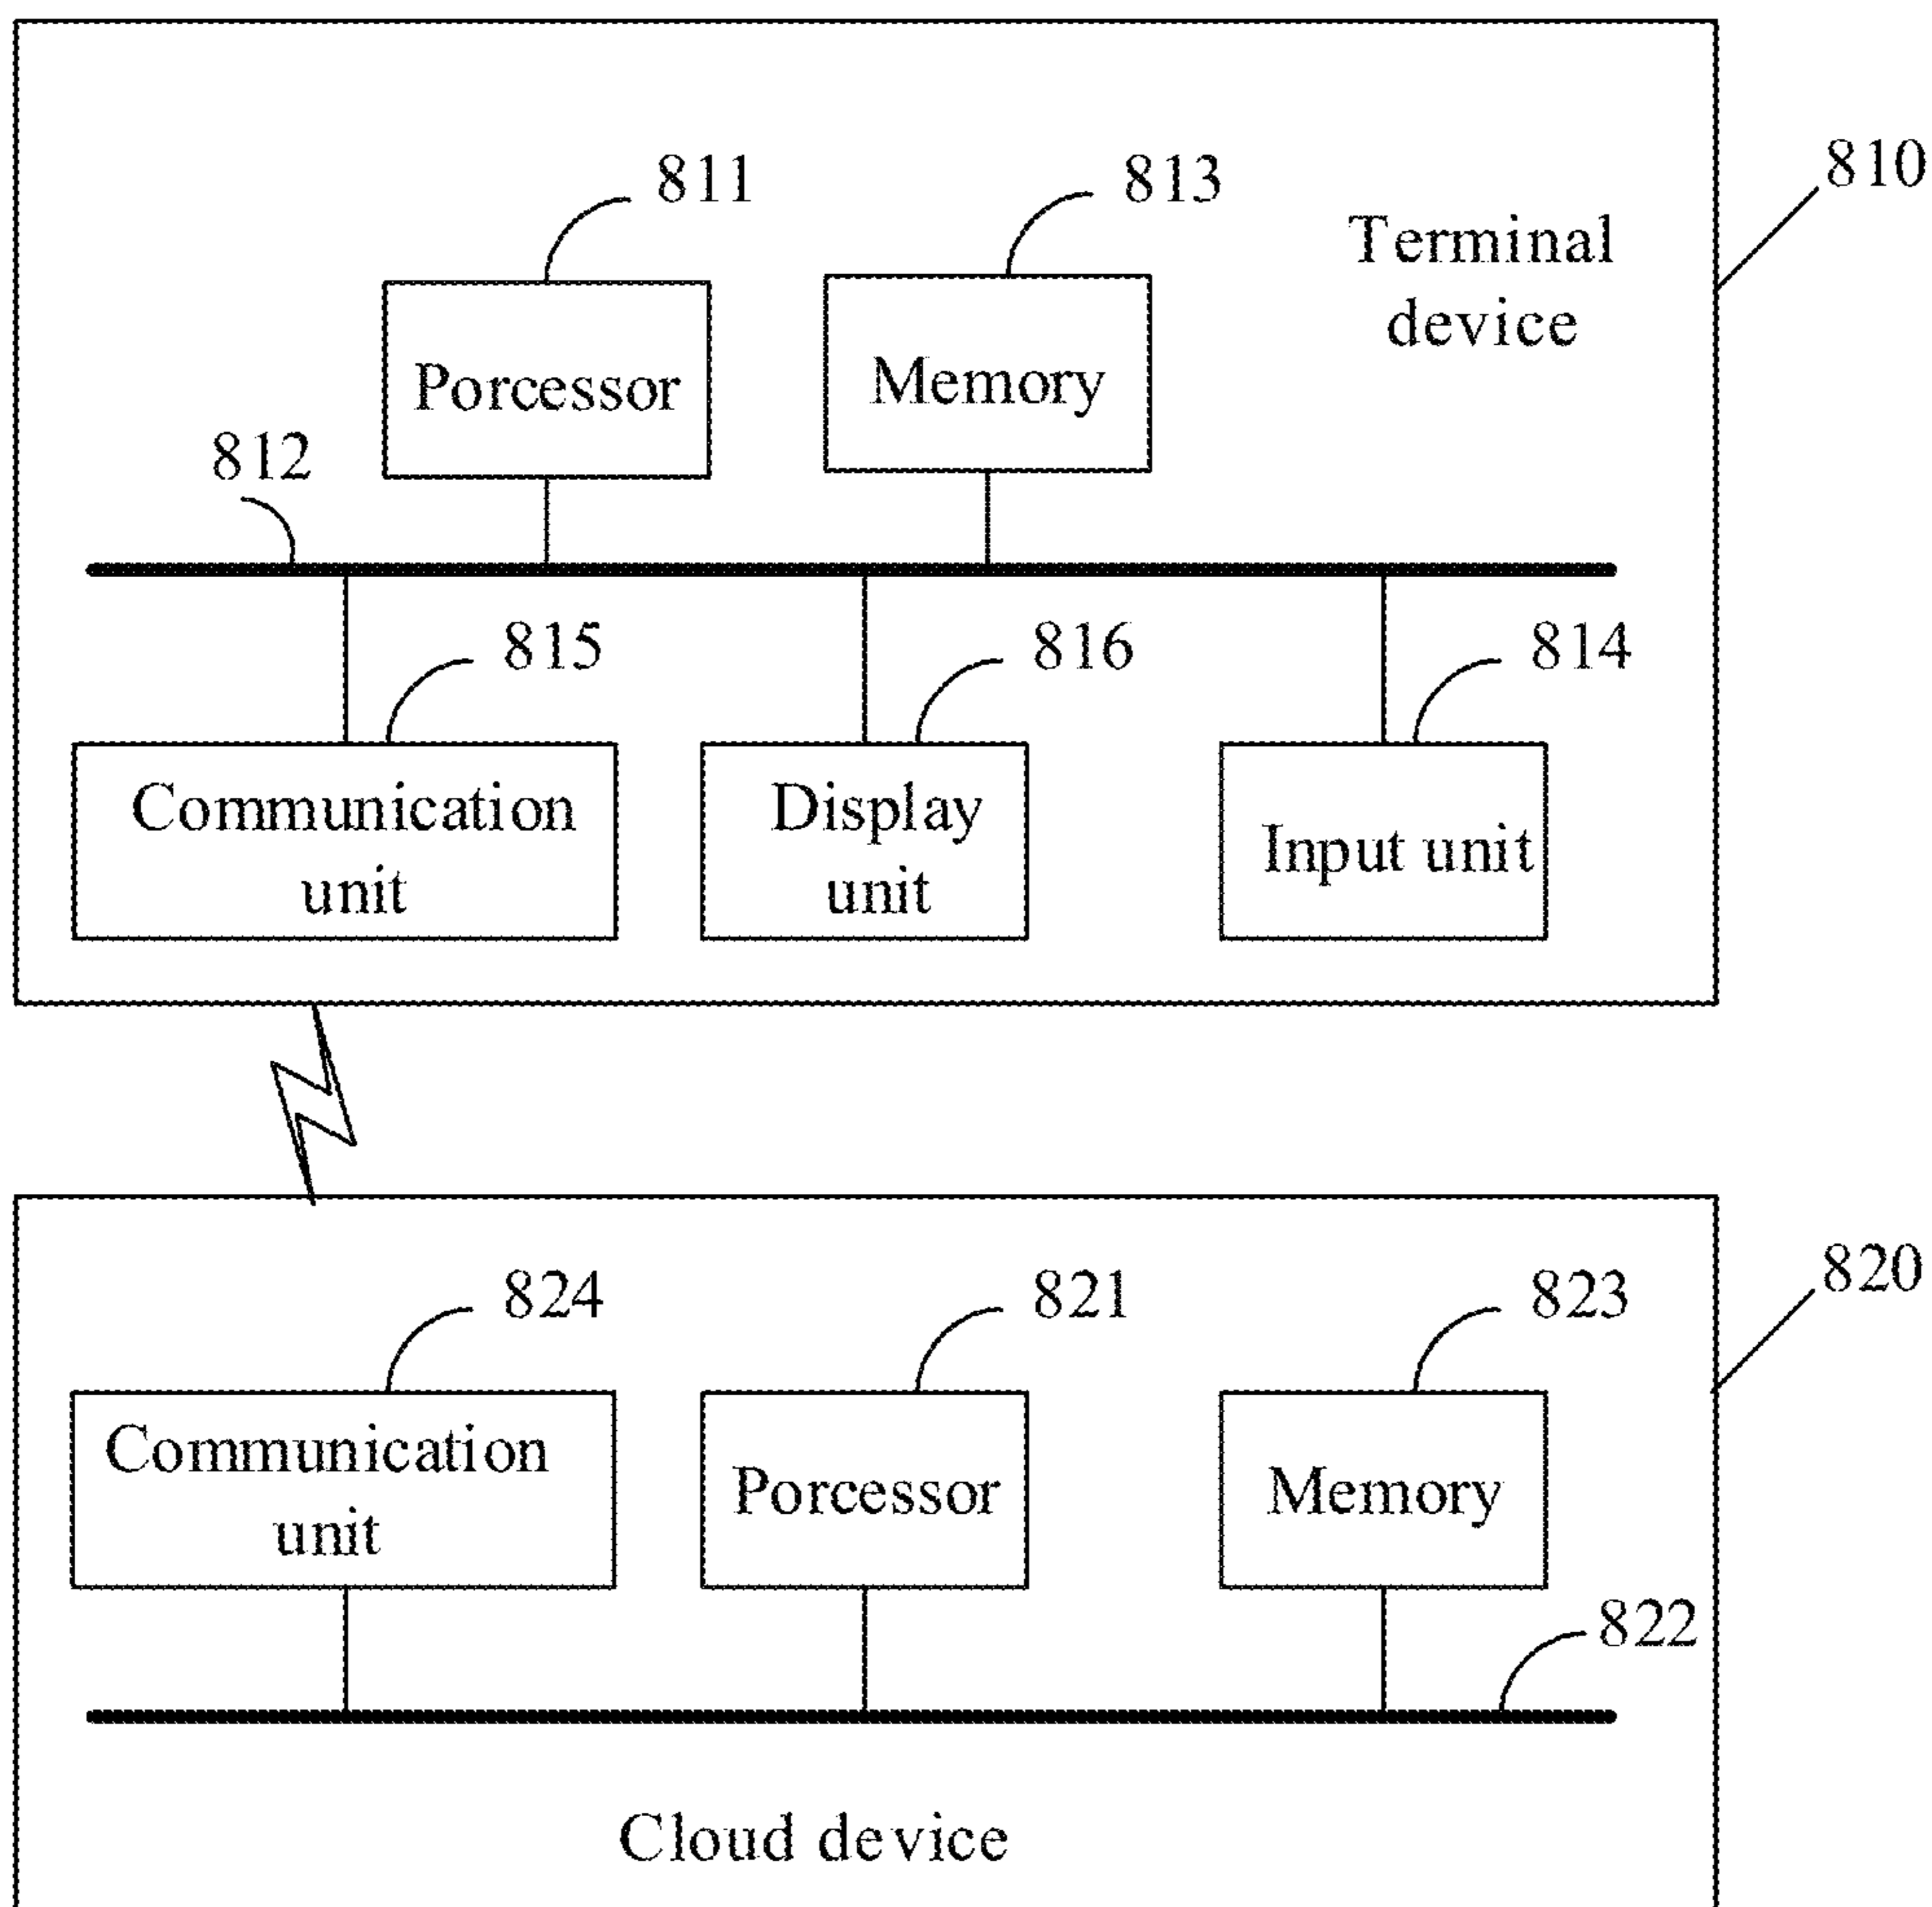 810
811
813
Terminal
device
Porcessor
Memory
812
815
816
814
Communication
unit
Display
unit
Input unit
820
824
821
823
Communication
unit
Porcessor
Memory
822
Cloud device